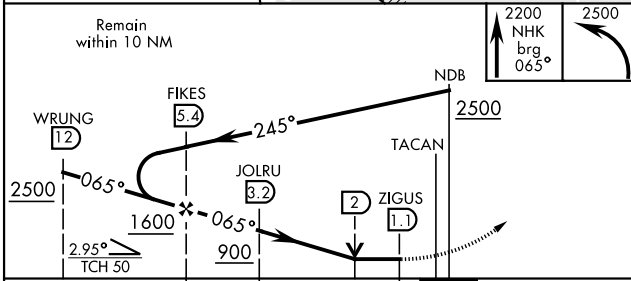 Remain
within 10 NM
2200
NHK
brg
065°
2500
NDB
FIKES
5.4
245°
2500
WRUNG
12
TACAN
JOLRU
3.2
065°
2500
2
ZIGUS
1.1
1600
065°
900
2.95°
TCH 50